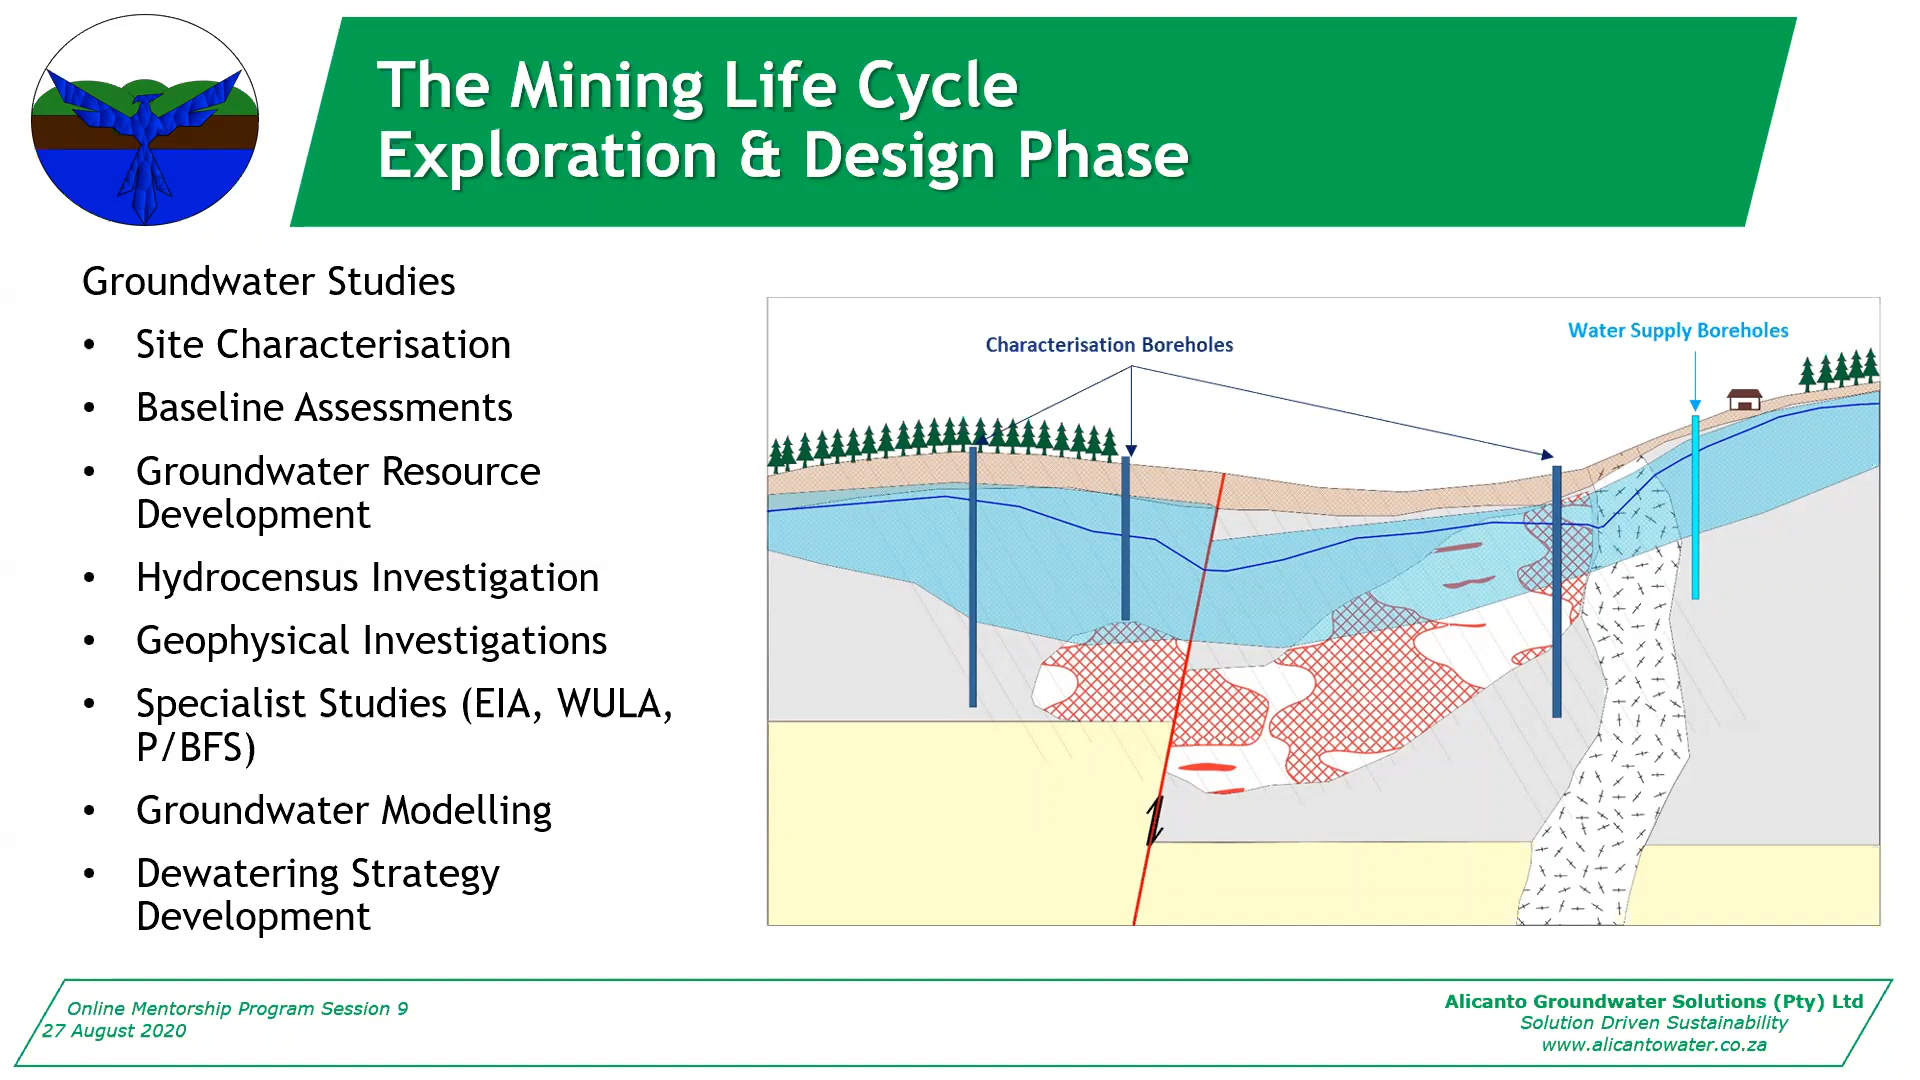 The Mining Life Cycle
Exploration & Design Phase
Groundwater Studies
• Site Characterisation
• Baseline Assessments
• Groundwater Resource
Development
• Hydrocensus Investigation
• Geophysical Investigations
• Specialist Studies (EIA, WULA,
P/BFS)
• Groundwater Modelling
• Dewatering Strategy
Development
Characterisation Boreholes
Water Supply Boreholes
Online Mentorship Program Session 9
27 August 2020
Alicanto Groundwater Solutions (Pty) Ltd
Solution Driven Sustainability
www.alicantowater.co.za